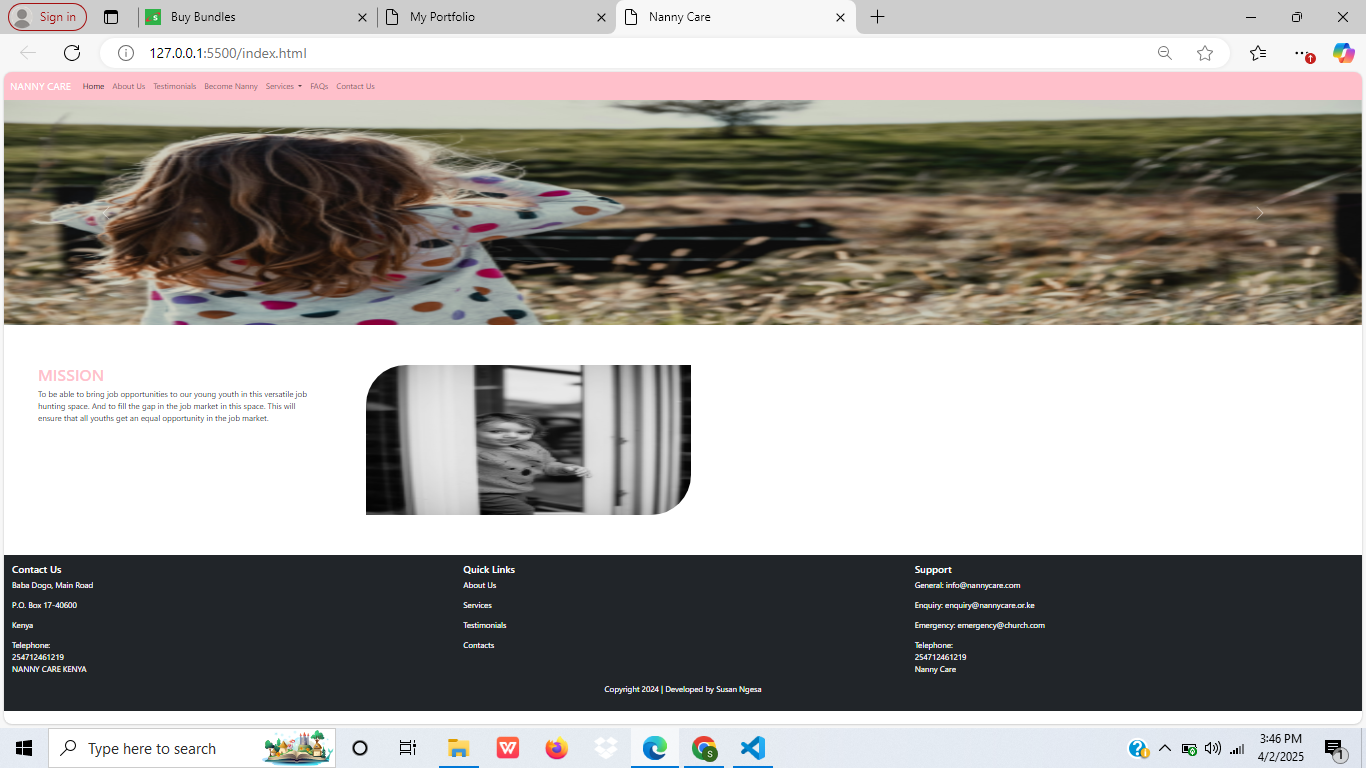 Sign in
Buy Bundles
My Portfolio
Nanny Care
127.0.0.1:5500/index.html
NANNY CARE Home About Us Testimonials Become Nanny Services FAQs Contact Us
MISSION
To be able to bring job opportunities to our young youth in this versatile job
hunting space. And to fill the gap in the job market in this space. This will
ensure that all youths get an equal opportunity in the job market.
Contact Us
Baba Dogo, Main Road
P.O. Box 17-40600
Kenya
Telephone:
254712461219
NANNY CARE KENYA
Quick Links
About Us
Services
Testimonials
Contacts
Support
General: info@nannycare.com
Enquiry: enquiry@nannycare.or.ke
Emergency: emergency@church.com
Telephone:
254712461219
Nanny Care
Copyright 2024 | Developed by Susan Ngesa
Type here to search
3:46 PM
4/2/2025
1